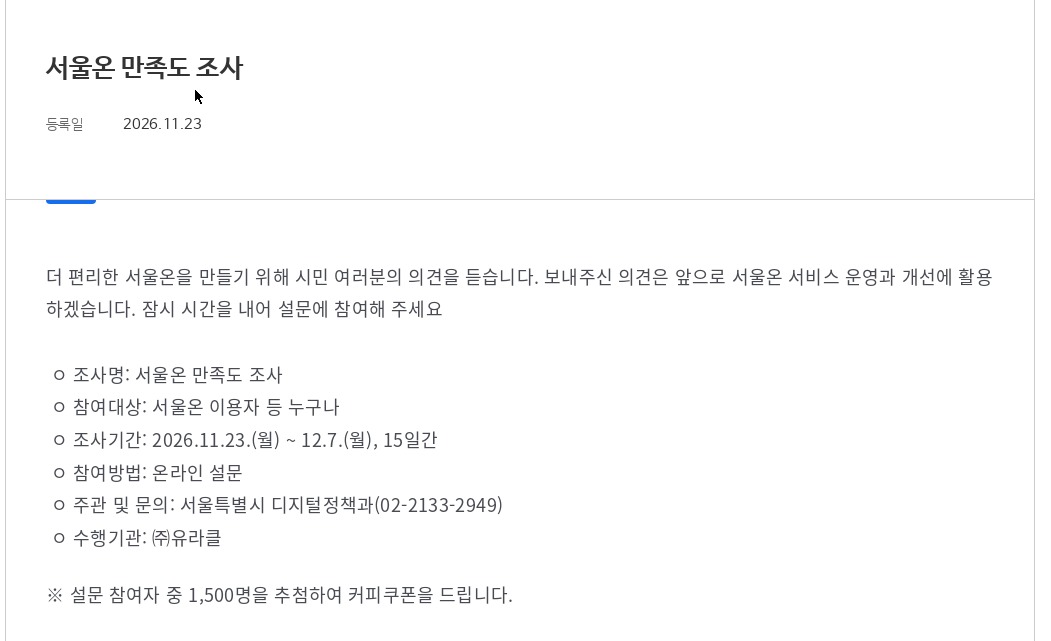 서울온 만족도 조사
등록일 2026.11.23
더 편리한 서울온을 만들기 위해 시민 여러분의 의견을 듣습니다. 보내주신 의견은 앞으로 서울온 서비스 운영과 개선에 활용
하겠습니다. 잠시 시간을 내어 설문에 참여해 주세요
ㅇ 조사명: 서울온 만족도 조사
ㅇ 참여대상: 서울온 이용자 등 누구나
ㅇ 조사기간: 2026.11.23.(월) ~ 12.7.(월), 15일간
ㅇ 참여방법: 온라인 설문
ㅇ 주관 및 문의: 서울특별시 디지털정책과(02-2133-2949)
ㅇ 수행기관: ㈜유라클
※ 설문 참여자 중 1,500명을 추첨하여 커피쿠폰을 드립니다.